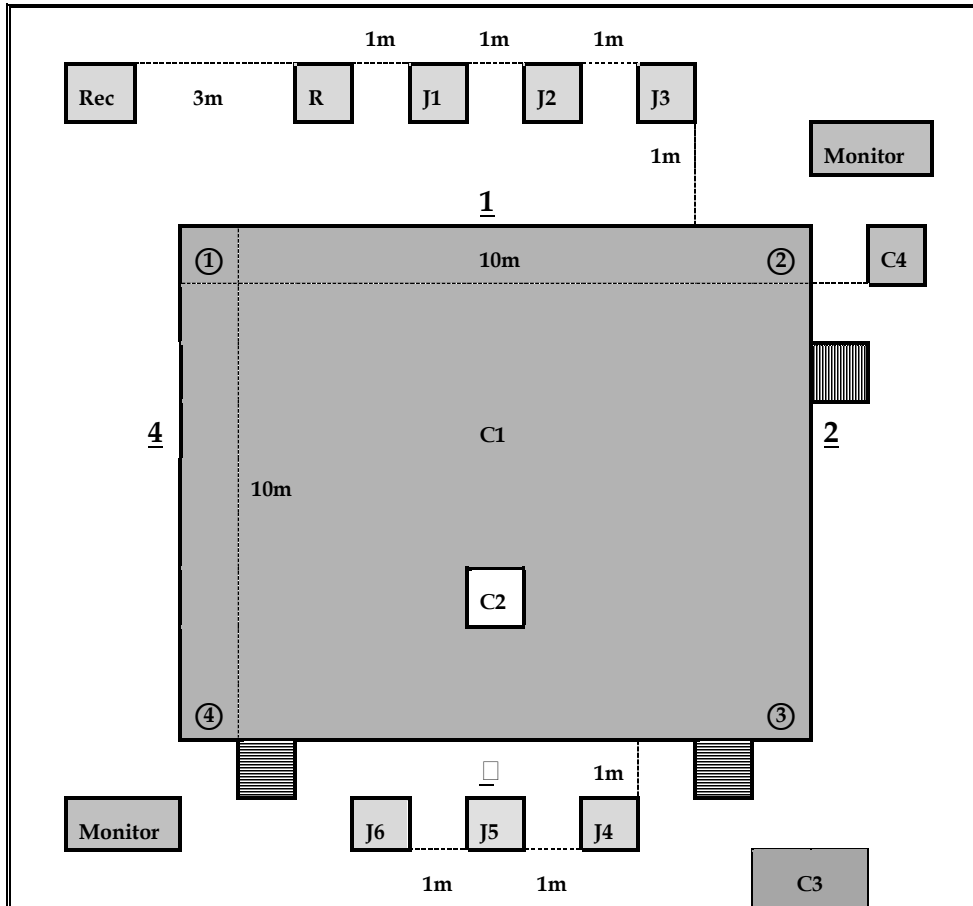 1m 1m 1m
Rec 3m R J1 J2 J3
1m Monitor
1
① 10m ② C4
4 C1 2
10m
C2
④ ③
1m
Monitor J6 J5 J4
1m 1m C3